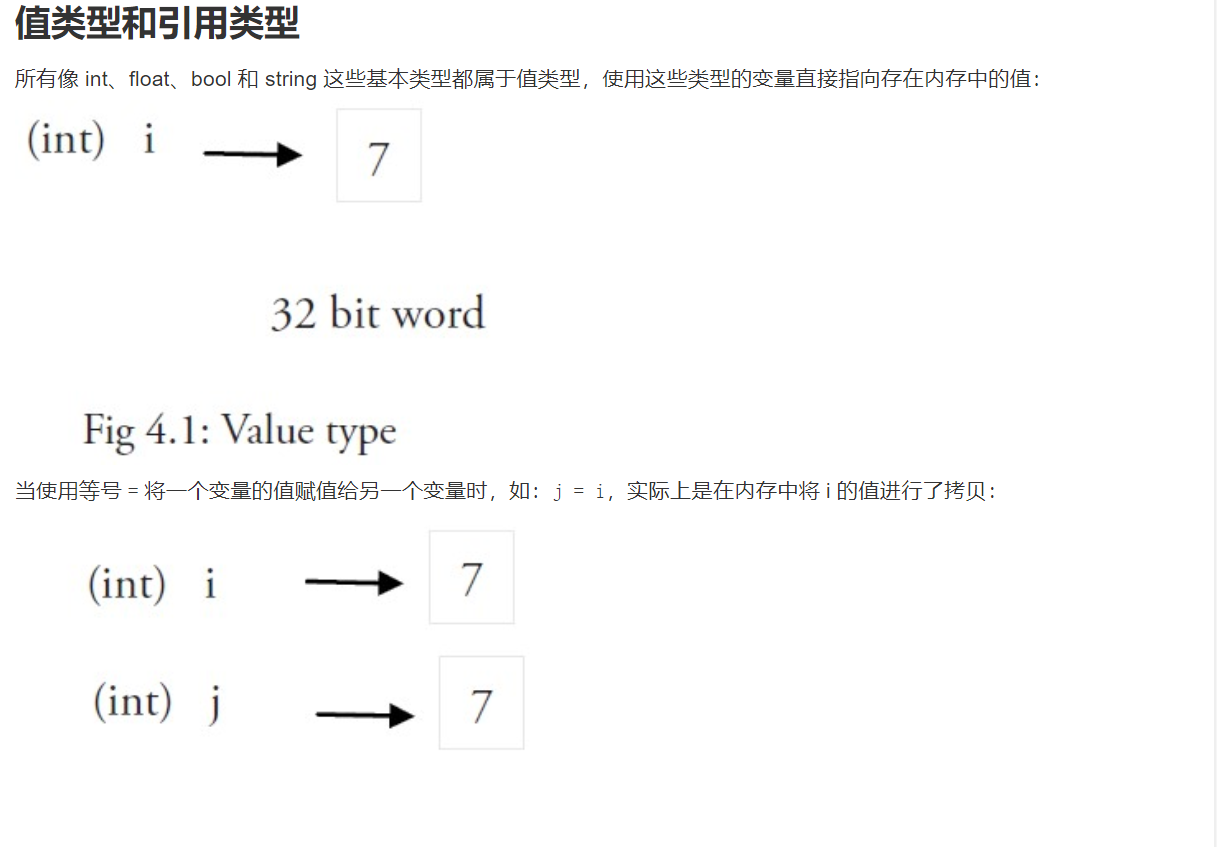 值类型和引用类型
所有像 int、float、bool 和 string 这些基本类型都属于值类型，使用这些类型的变量直接指向存在内存中的值：
(int) i 7
32 bit word
Fig 4.1: Value type
当使用等号 = 将一个变量的值赋值给另一个变量时，如：j = i，实际上是在内存中将 i 的值进行了拷贝：
(int) i 7
(int) j 7